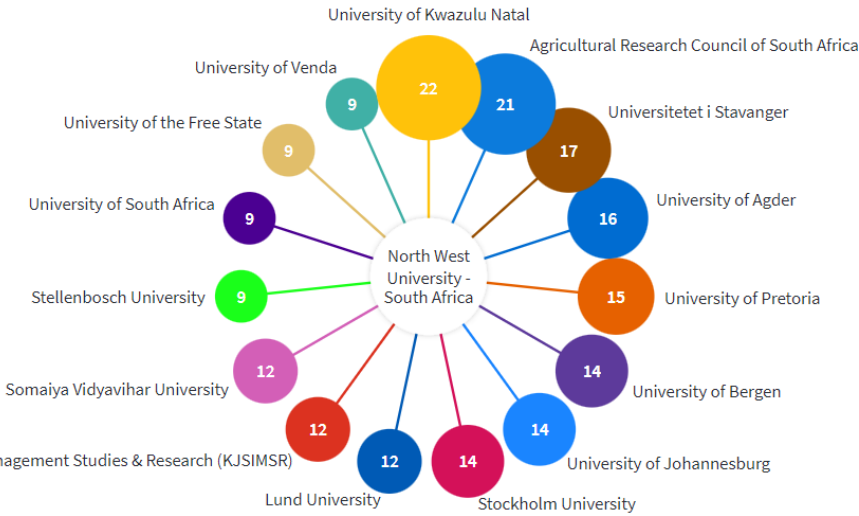 University of Kwazulu Natal
22
Agricultural Research Council of South Africa
21
Universitetet i Stavanger
17
University of Agder
16
University of Pretoria
15
University of Bergen
14
University of Johannesburg
14
Stockholm University
14
Lund University
12
nagement Studies & Research (KJSIMSR)
12
Somaiya Vidyavihar University
12
Stellenbosch University
9
University of South Africa
9
University of the Free State
9
University of Venda
9
North West
University -
South Africa